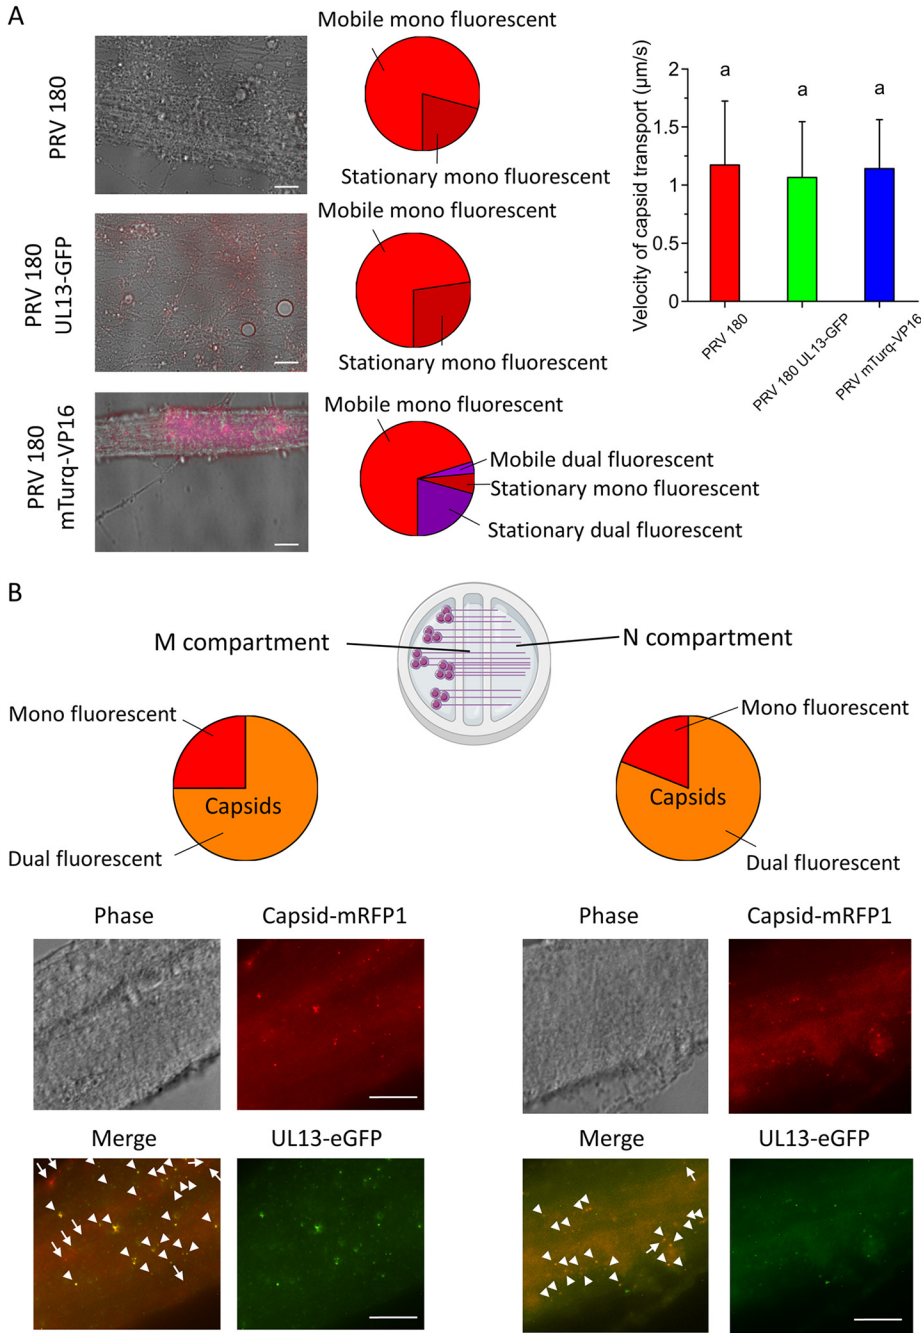 A
PRV 180
Mobile mono fluorescent
Stationary mono fluorescent
PRV 180
UL13-GFP
Mobile mono fluorescent
Stationary mono fluorescent
PRV 180
mTurq-VP16
Mobile mono fluorescent
Mobile dual fluorescent
Stationary mono fluorescent
Stationary dual fluorescent
Velocity of capsid transport (μm/s)
2
1.5
1
0.5
0
a
a
a
PRV 180
PRV 180 UL13-GFP
PRV mTurq-VP16
B
M compartment
N compartment
Mono fluorescent
Capsids
Dual fluorescent
Mono fluorescent
Capsids
Dual fluorescent
Phase
Capsid-mRFP1
Phase
Capsid-mRFP1
Merge
UL13-eGFP
Merge
UL13-eGFP